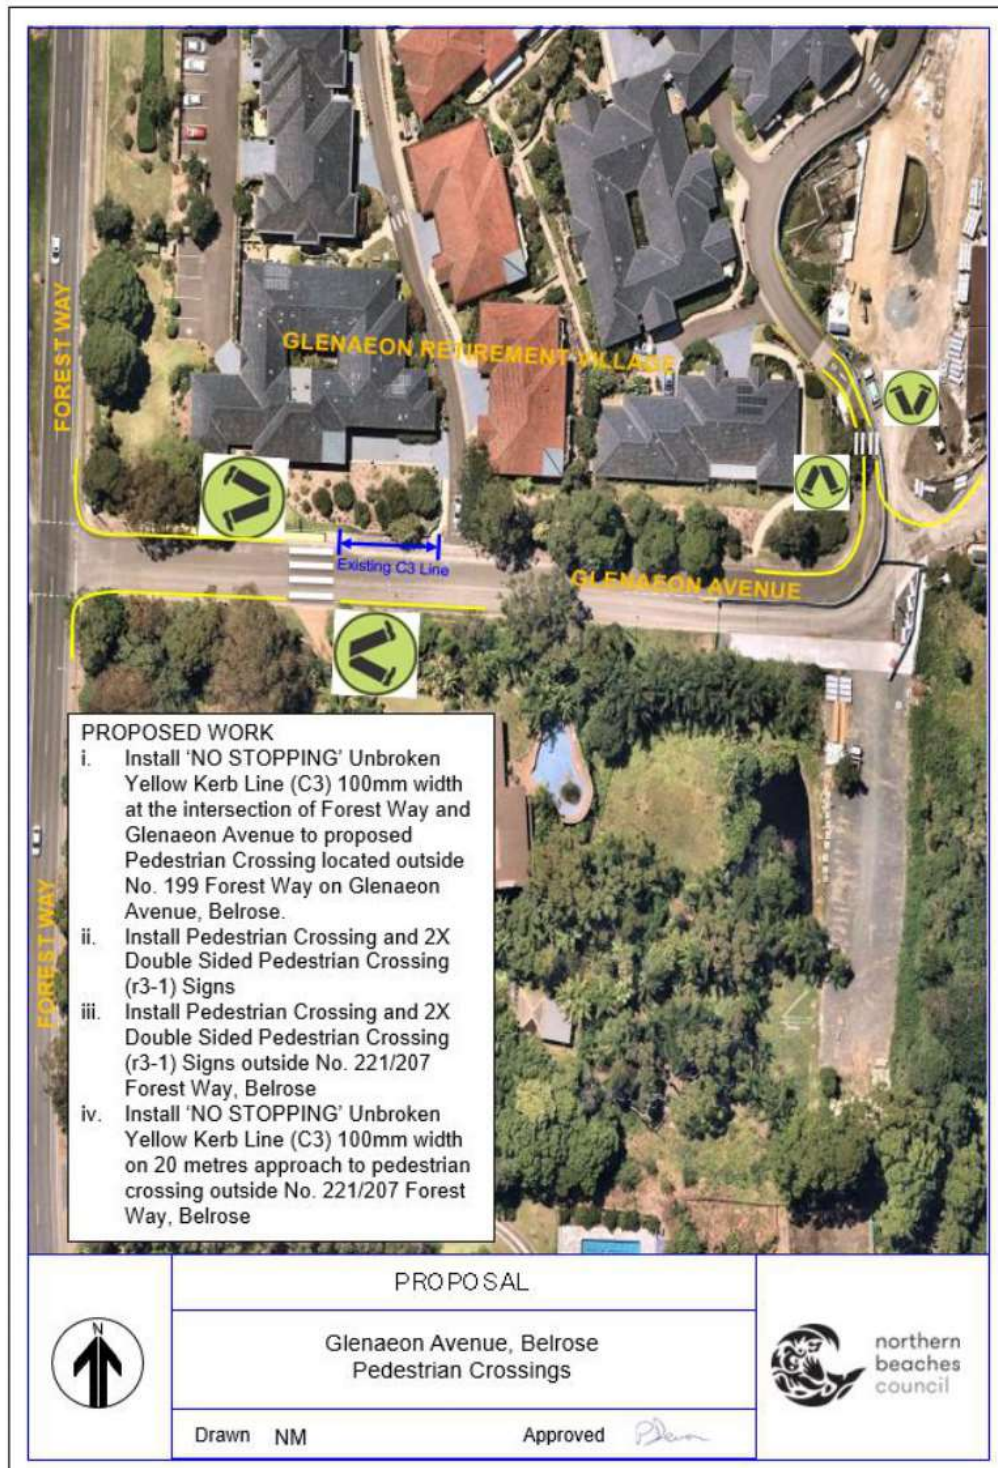 FOREST WAY
GLENAEON RETIREMENT VILLAGE
Existing C3 Line
GLENAEON AVENUE
FOREST WAY
PROPOSED WORK
i. Install ‘NO STOPPING’ Unbroken
Yellow Kerb Line (C3) 100mm width
at the intersection of Forest Way and
Glenaeon Avenue to proposed
Pedestrian Crossing located outside
No. 199 Forest Way on Glenaeon
Avenue, Belrose.
ii. Install Pedestrian Crossing and 2X
Double Sided Pedestrian Crossing
(r3-1) Signs
iii. Install Pedestrian Crossing and 2X
Double Sided Pedestrian Crossing
(r3-1) Signs outside No. 221/207
Forest Way, Belrose
iv. Install ‘NO STOPPING’ Unbroken
Yellow Kerb Line (C3) 100mm width
on 20 metres approach to pedestrian
crossing outside No. 221/207 Forest
Way, Belrose
N
PROPOSAL
Glenaeon Avenue, Belrose
Pedestrian Crossings
Drawn NM
Approved
northern
beaches
council